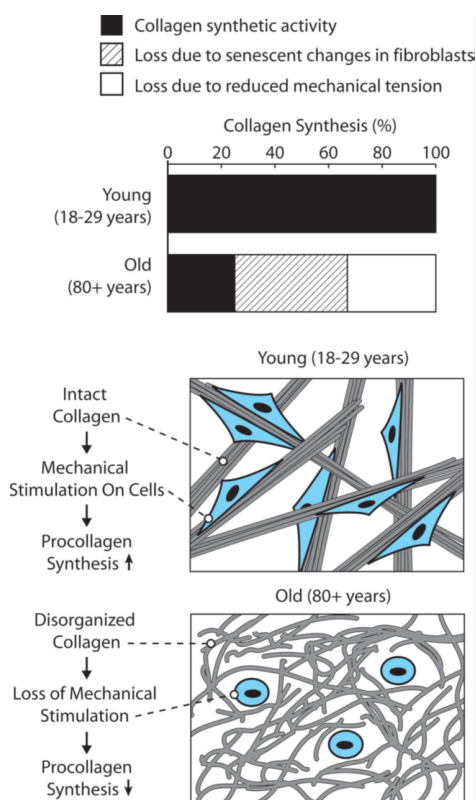 Collagen synthetic activity
Loss due to senescent changes in fibroblasts
Loss due to reduced mechanical tension
Collagen Synthesis (%)
0 20 40 60 80 100
Young
(18-29 years)
Old
(80+ years)
Young (18-29 years)
Intact
Collagen
Mechanical
Stimulation On Cells
Procollagen
Synthesis
Old (80+ years)
Disorganized
Collagen
Loss of Mechanical
Stimulation
Procollagen
Synthesis